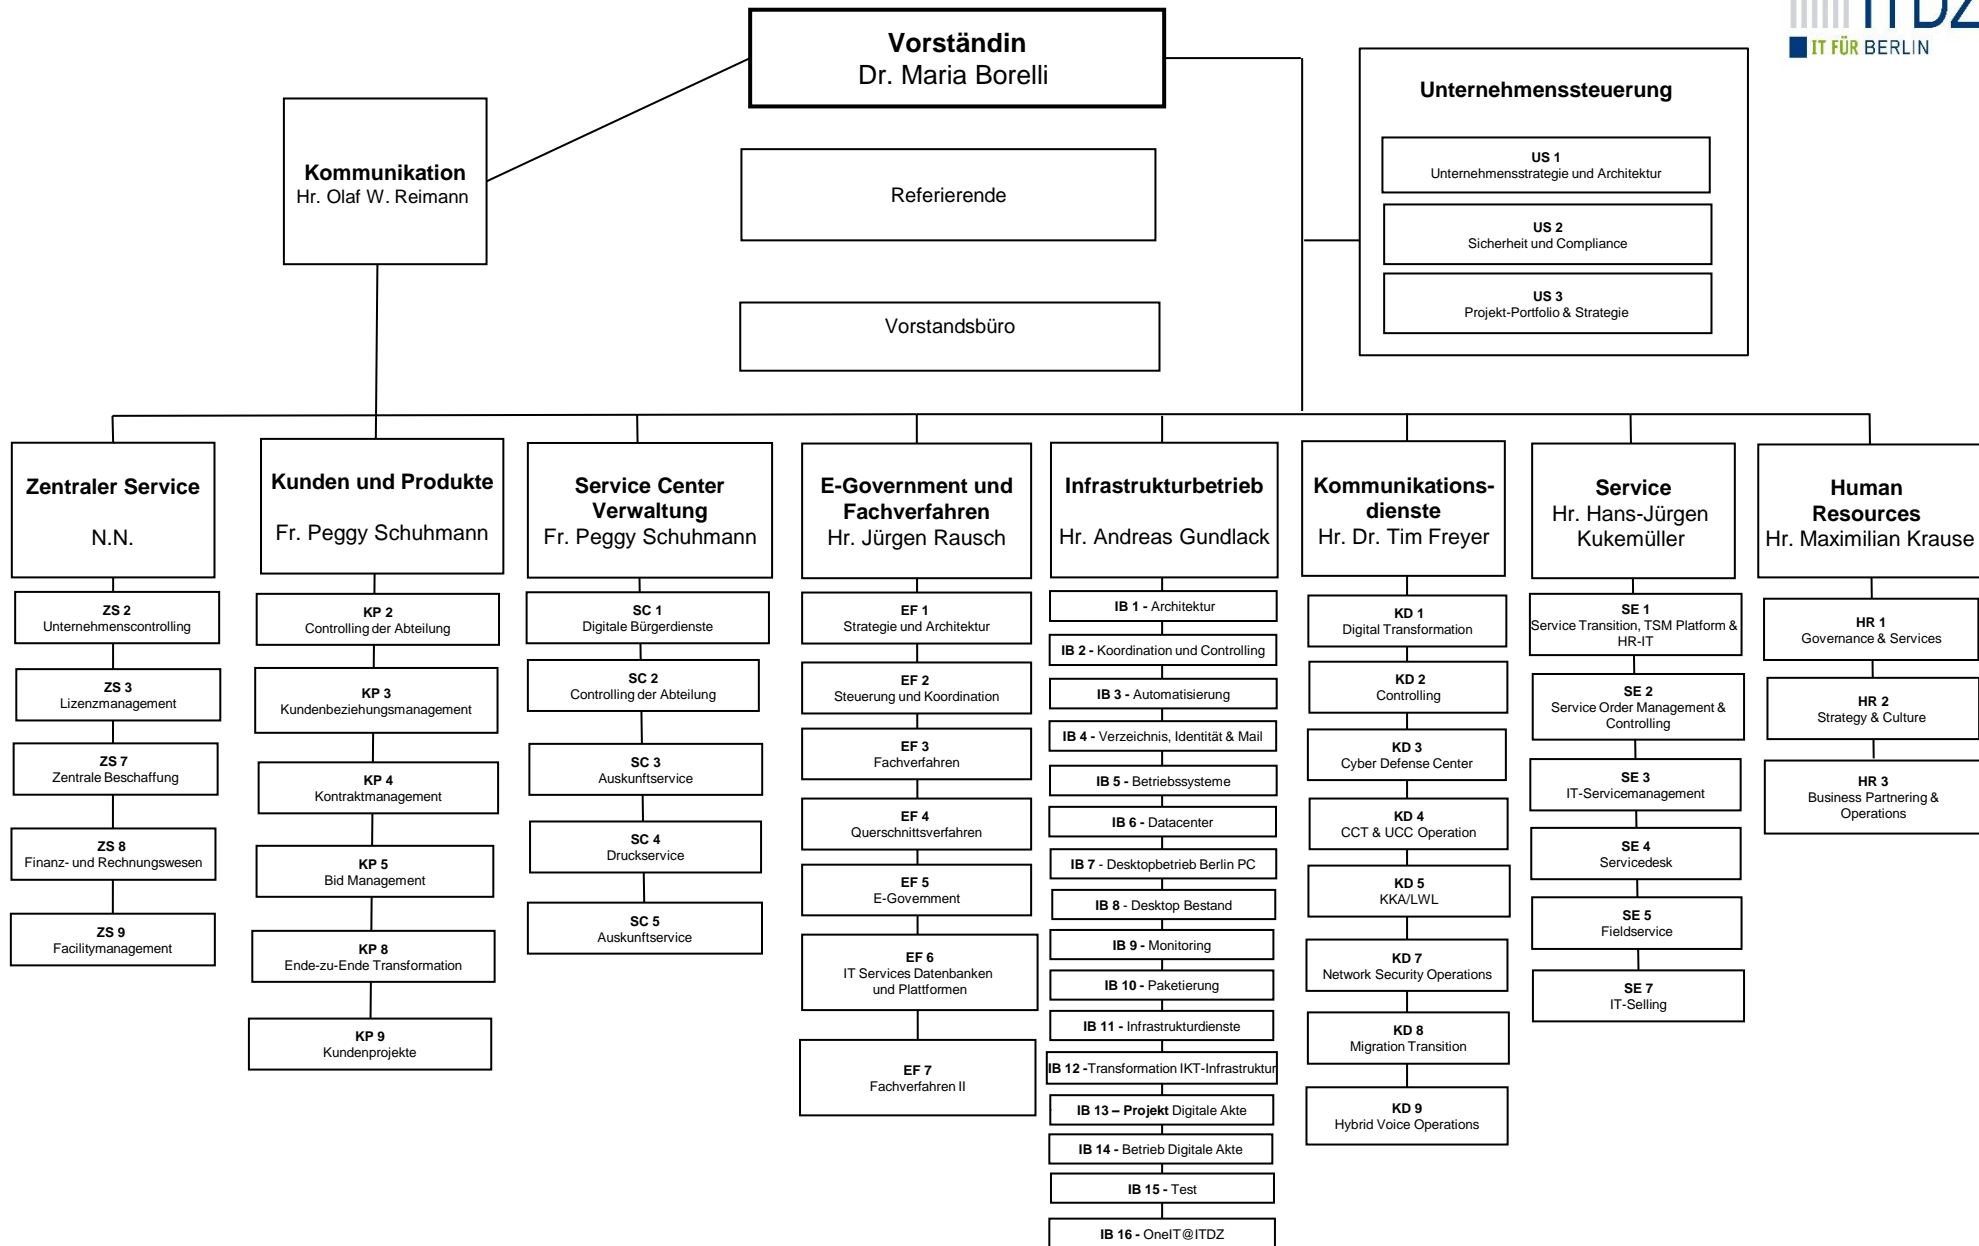 ITDZ
IT FÜR BERLIN
Vorständin
Dr. Maria Borelli
Kommunikation
Hr. Olaf W. Reimann
Referierende
Vorstandsbüro
Unternehmenssteuerung
US 1
Unternehmensstrategie und Architektur
US 2
Sicherheit und Compliance
US 3
Projekt-Portfolio & Strategie
Zentraler Service
N.N.
ZS 2
Unternehmenscontrolling
ZS 3
Lizenzmanagement
ZS 7
Zentrale Beschaffung
ZS 8
Finanz- und Rechnungswesen
ZS 9
Facilitymanagement
Kunden und Produkte
Fr. Peggy Schuhmann
KP 2
Controlling der Abteilung
KP 3
Kundenbeziehungsmanagement
KP 4
Kontraktmanagement
KP 5
Bid Management
KP 8
Ende-zu-Ende Transformation
KP 9
Kundenprojekte
Service Center
Verwaltung
Fr. Peggy Schuhmann
SC 1
Digitale Bürgerdienste
SC 2
Controlling der Abteilung
SC 3
Auskunftservice
SC 4
Druckservice
SC 5
Auskunftservice
E-Government und
Fachverfahren
Hr. Jürgen Rausch
EF 1
Strategie und Architektur
EF 2
Steuerung und Koordination
EF 3
Fachverfahren
EF 4
Querschnittsverfahren
EF 5
E-Government
EF 6
IT Services Datenbanken
und Plattformen
EF 7
Fachverfahren II
Infrastrukturbetrieb
Hr. Andreas Gundlack
IB 1 - Architektur
IB 2 - Koordination und Controlling
IB 3 - Automatisierung
IB 4 - Verzeichnis, Identität & Mail
IB 5 - Betriebssysteme
IB 6 - Datacenter
IB 7 - Desktopbetrieb Berlin PC
IB 8 - Desktop Bestand
IB 9 - Monitoring
IB 10 - Paketierung
IB 11 - Infrastrukturdienste
IB 12 -Transformation IKT-Infrastruktur
IB 13 – Projekt Digitale Akte
IB 14 - Betrieb Digitale Akte
IB 15 - Test
IB 16 - OneIT@ITDZ
Kommunikations-
dienste
Hr. Dr. Tim Freyer
KD 1
Digital Transformation
KD 2
Controlling
KD 3
Cyber Defense Center
KD 4
CCT & UCC Operation
KD 5
KKA/LWL
KD 7
Network Security Operations
KD 8
Migration Transition
KD 9
Hybrid Voice Operations
Service
Hr. Hans-Jürgen
Kukemüller
SE 1
Service Transition, TSM Platform &
HR-IT
SE 2
Service Order Management &
Controlling
SE 3
IT-Servicemanagement
SE 4
Servicedesk
SE 5
Fieldservice
SE 7
IT-Selling
Human
Resources
Hr. Maximilian Krause
HR 1
Governance & Services
HR 2
Strategy & Culture
HR 3
Business Partnering &
Operations